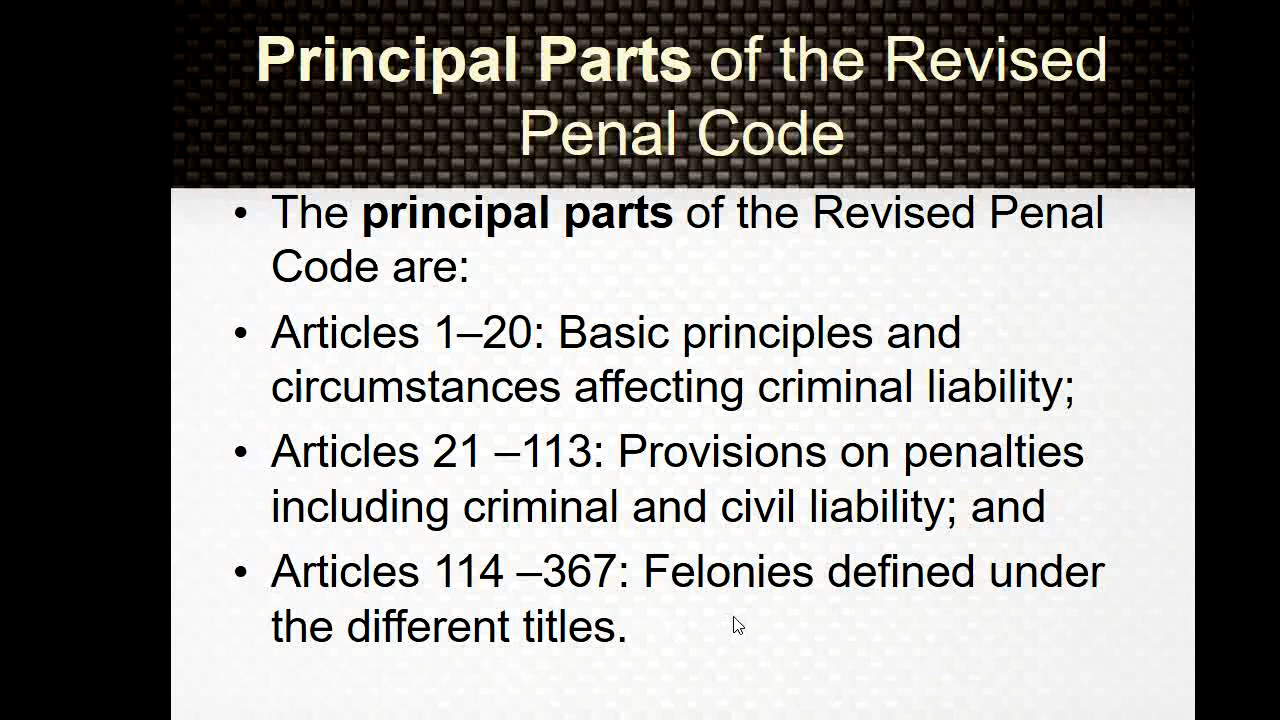 Principal Parts of the Revised
Penal Code
• The principal parts of the Revised Penal
Code are:
• Articles 1–20: Basic principles and
circumstances affecting criminal liability;
• Articles 21 –113: Provisions on penalties
including criminal and civil liability; and
• Articles 114 –367: Felonies defined under
the different titles.